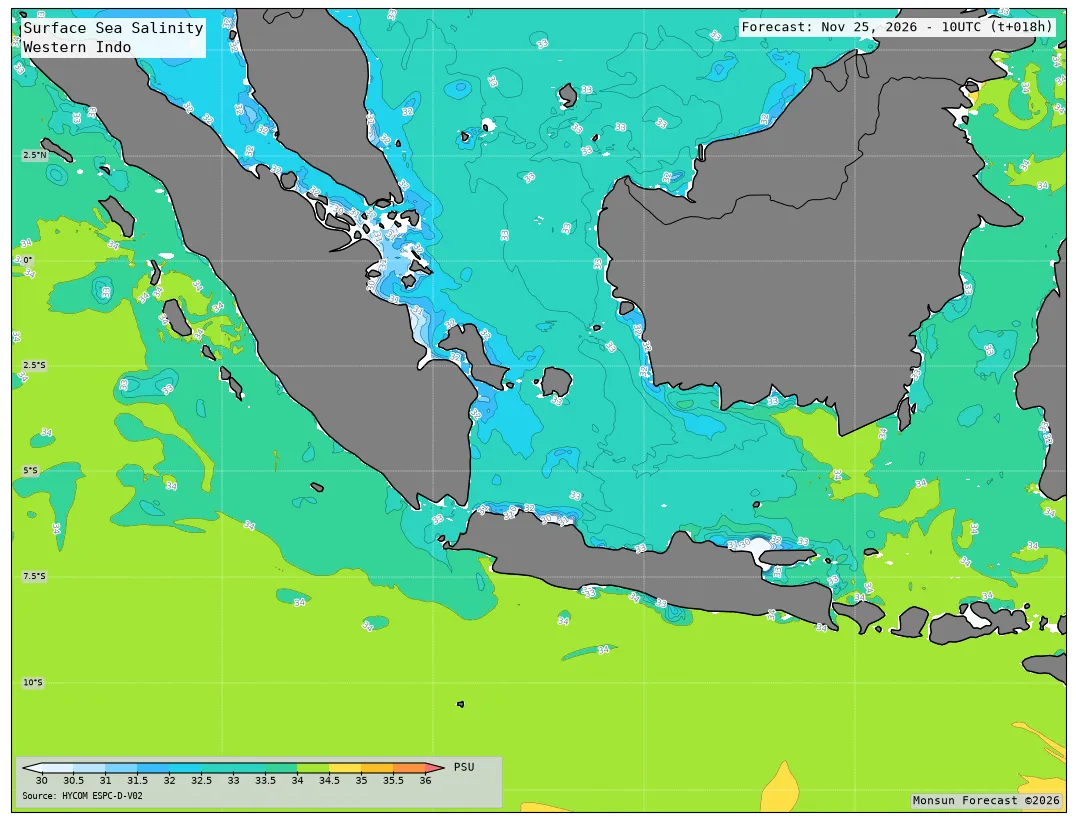 Surface Sea Salinity
Western Indo
Forecast: Nov 25, 2026 - 10UTC (t+018h)
2.5°N
0°
2.5°S
5°S
7.5°S
10°S
30 30.5 31 31.5 32 32.5 33 33.5 34 34.5 35 35.5 36 PSU
Source: HYCOM ESPC-D-V02
Monsun Forecast ©2026